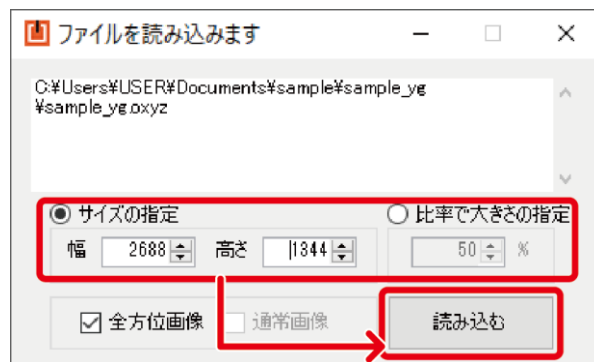 ファイルを読み込みます
C:¥Users¥USER¥Documents¥sample¥sample_yg
¥sample_yg.oxyz
サイズの指定 比率で大きさの指定
幅 2688 高さ 1344 50 %
全方位画像 通常画像 読み込む